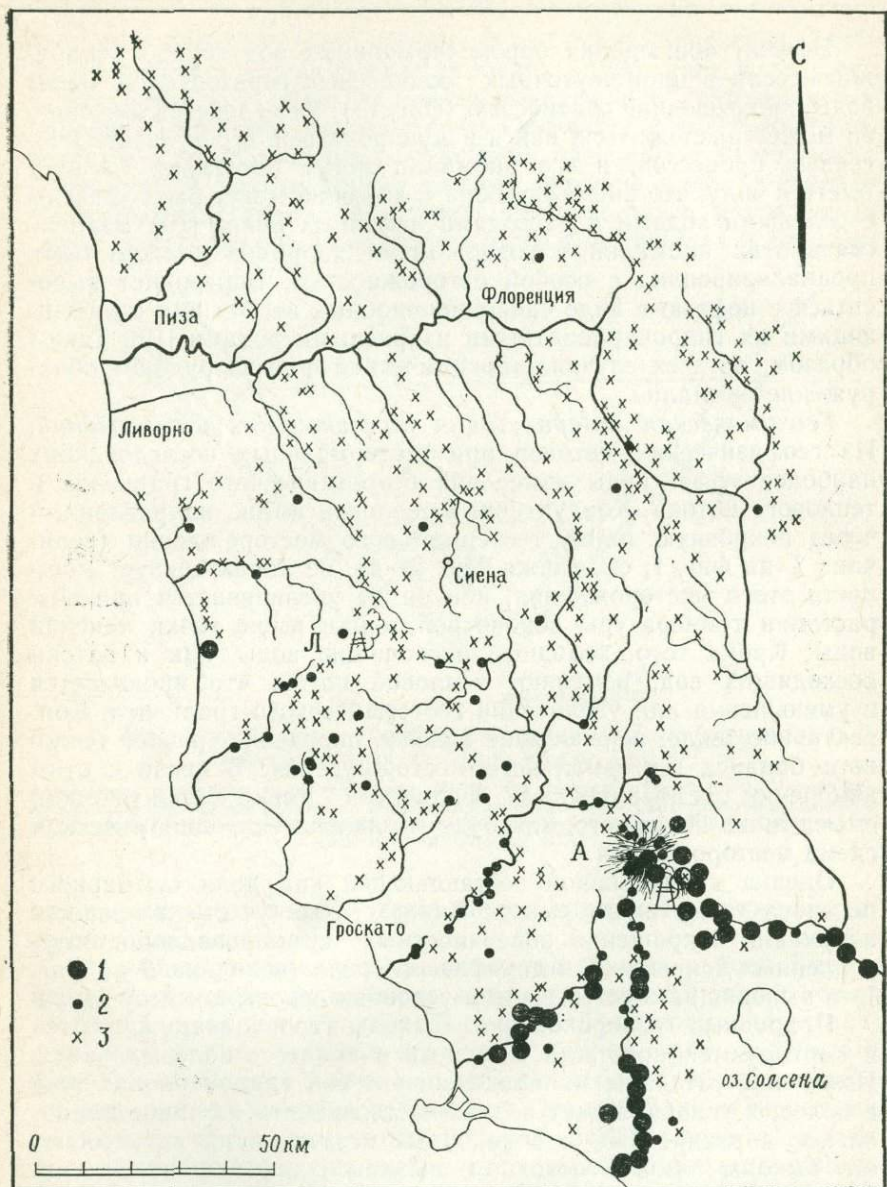 С
Пиза
Флоренция
Ливорно
Сиена
Л
А
Гроскато
1
2
3
оз. Солсена
0 50 км